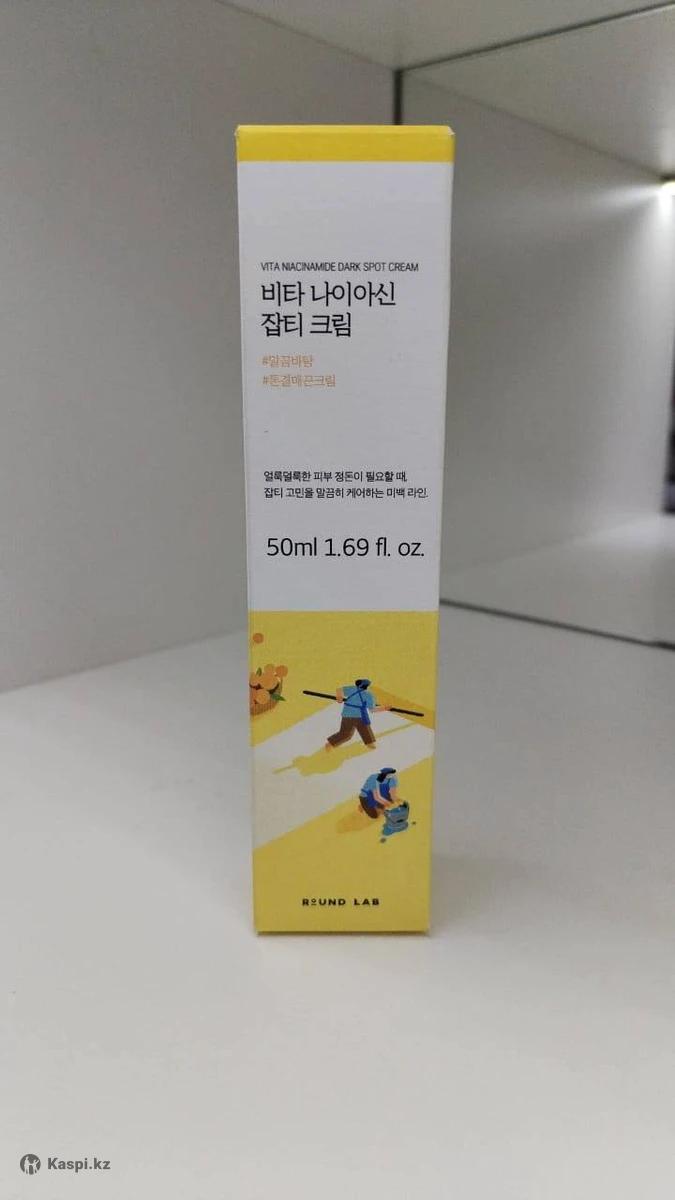 VITA NIACINAMIDE DARK SPOT CREAM
비타 나이아신
잡티 크림
#말끔바탕
#톤결매끈크림
얼룩덜룩한 피부 정돈이 필요할 때,
잡티 고민을 말끔히 케어하는 미백 라인.
50ml 1.69 fl. oz.
ROUND LAB
Kaspi.kz